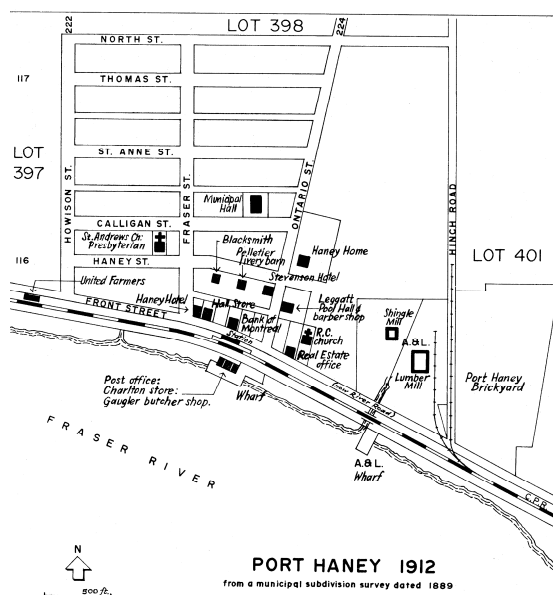 222
LOT 398
224
NORTH ST.
117
THOMAS ST.
LOT
397
ST. ANNE ST.
HOWISON ST.
FRASER ST.
ONTARIO ST.
HINCH ROAD
Municipal
Hall
CALLIGAN ST.
St. Andrews Ch.
Presbyterian
Blacksmith
Pelletier
Livery barn
Haney Home
LOT 401
116
HANEY ST.
Stevenson Hotel
United Farmers
FRONT STREET
Haney Hotel
Hall Store
Bank of
Montreal
Leggatt
Pool Hall &
barber shop
R.C.
church
Real Estate
office
Station
Shingle
Mill
A.&L.
Lumber
Mill
Port Haney
Brickyard
Post office:
Charlton store:
Gaugler butcher shop.
Wharf
Low River Road
A.&L.
Wharf
C.P.R.
FRASER RIVER
N
500 ft.
PORT HANEY 1912
from a municipal subdivision survey dated 1889